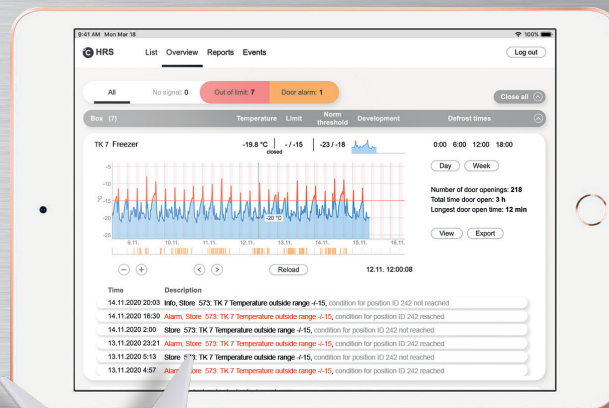 9:41 AM Mon Mar 18 100%
HRS List Overview Reports Events Log out
All No signal: 0 Out of limit: 7 Door alarm: 1 Close all
Box (7) Temperature Limit Norm threshold Development Defrost times
TK 7 Freezer -19.8 °C closed - / -15 -23 / -18 0:00 6:00 12:00 18:00
Day Week
-5
-10
°C
-15
-20
-25
-20 °C
Number of door openings: 218
Total time door open: 3 h
Longest door open time: 12 min
View Export
9.11. 10.11. 11.11. 12.11. 13.11. 14.11. 15.11. 16.11.
Reload 12.11. 12:00:08
Time Description
14.11.2020 20:03 Info, Store 573: TK 7 Temperature outside range -/-15, condition for position ID 242 not reached
14.11.2020 16:30 Alarm, Store 573: TK 7 Temperature outside range -/-15, condition for position ID 242 not reached
14.11.2020 2:00 Store 573: TK 7 Temperature outside range -/-15, condition for position ID 242 not reached
13.11.2020 23:21 Alarm, Store 573: TK 7 Temperature outside range -/-15, condition for position ID 242 not reached
13.11.2020 5:13 Store 573: TK 7 Temperature outside range -/-15, condition for position ID 242 not reached
13.11.2020 4:57 Alarm, Store 573: TK 7 Temperature outside range -/-15, condition for position ID 242 not reached